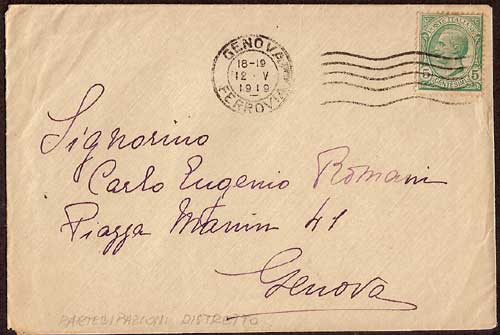 GENOVA
18-19
12·V
1919
FERROVIA
POSTE ITALIANE
5 CENTESIMI 5
Signorino
Carlo Eugenio Romani
Piazza Manin 41
Genova
PARTECIPAZIONI DISTRETTO